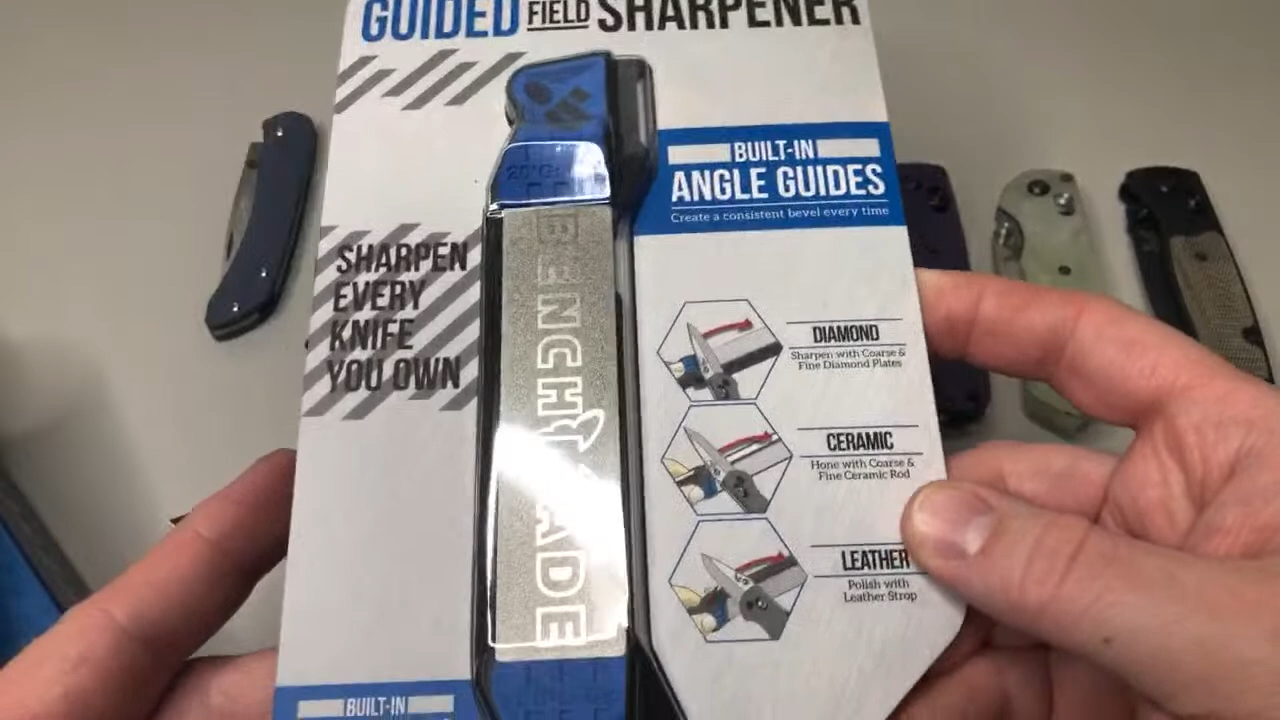 GUIDED FIELD SHARPENER
BUILT-IN
ANGLE GUIDES
Create a consistent bevel every time
SHARPEN
EVERY
KNIFE
YOU OWN
BENCHMADE
DIAMOND
Sharpen with Coarse &
Fine Diamond Plates
CERAMIC
Hone with Coarse &
Fine Ceramic Rod
LEATHER
Polish with
Leather Strop
BUILT-IN